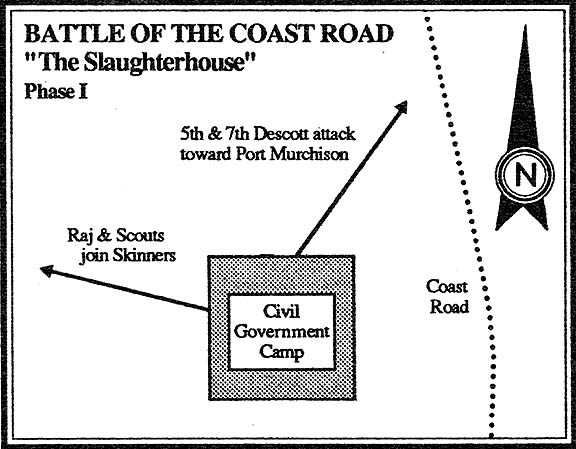 BATTLE OF THE COAST ROAD
"The Slaughterhouse"
Phase I
5th & 7th Descott attack
toward Port Murchison
N
Raj & Scouts
join Skinners
Coast
Road
Civil
Government
Camp